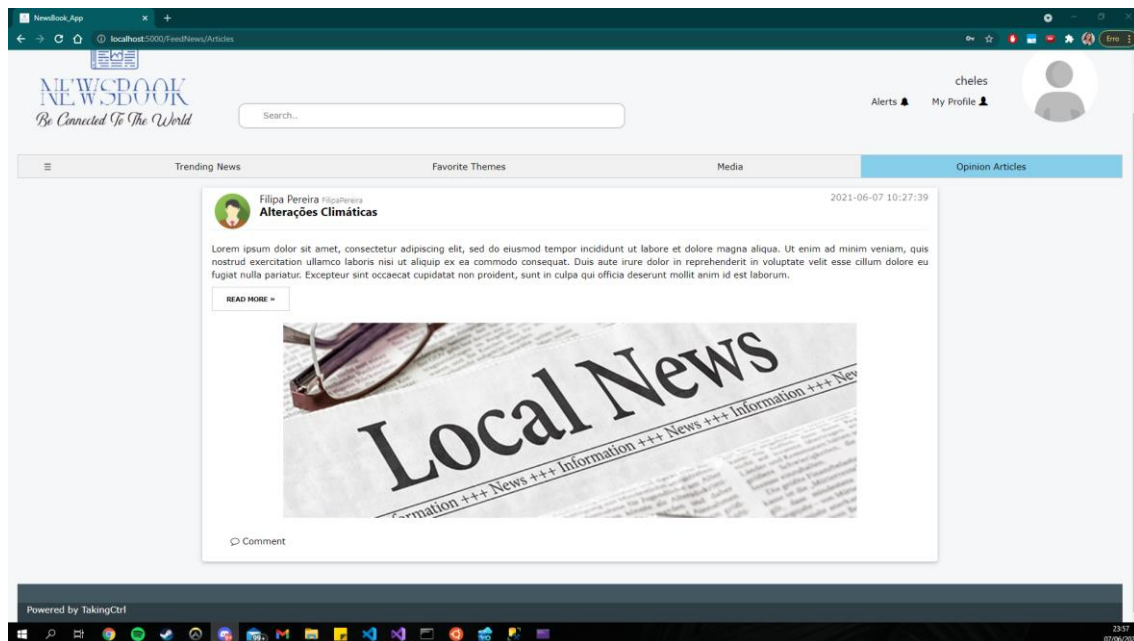 NewsBook_App
localhost:5000/FeedNews/Articles
Erro
NEWSBOOK
Be Connected To The World
Search..
cheles
Alerts
My Profile
Trending News
Favorite Themes
Media
Opinion Articles
Filipa Pereira FilipaPereira
2021-06-07 10:27:39
Alterações Climáticas
Lorem ipsum dolor sit amet, consectetur adipiscing elit, sed do eiusmod tempor incididunt ut labore et dolore magna aliqua. Ut enim ad minim veniam, quis
nostrud exercitation ullamco laboris nisi ut aliquip ex ea commodo consequat. Duis aute irure dolor in reprehenderit in voluptate velit esse cillum dolore eu
fugiat nulla pariatur. Excepteur sint occaecat cupidatat non proident, sunt in culpa qui officia deserunt mollit anim id est laborum.
READ MORE »
Local News
+++ News +++ Information +++ News +++ Information +++
Comment
Powered by TakingCtrl
99+
23:57